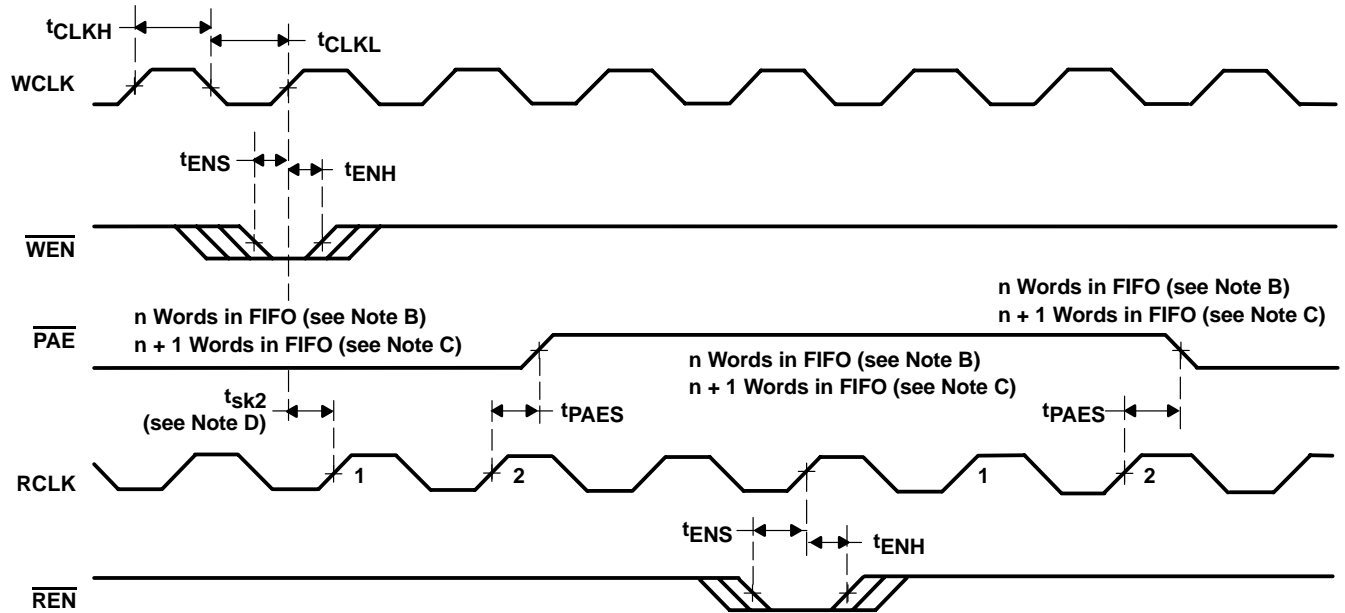 tCLKH
tCLKL
WCLK
tENS
tENH
WEN
n Words in FIFO (see Note B)
n + 1 Words in FIFO (see Note C)
n Words in FIFO (see Note B)
n + 1 Words in FIFO (see Note C)
PAE
n Words in FIFO (see Note B)
n + 1 Words in FIFO (see Note C)
tsk2
(see Note D)
tPAES
tPAES
RCLK
1
2
1
2
tENS
tENH
REN